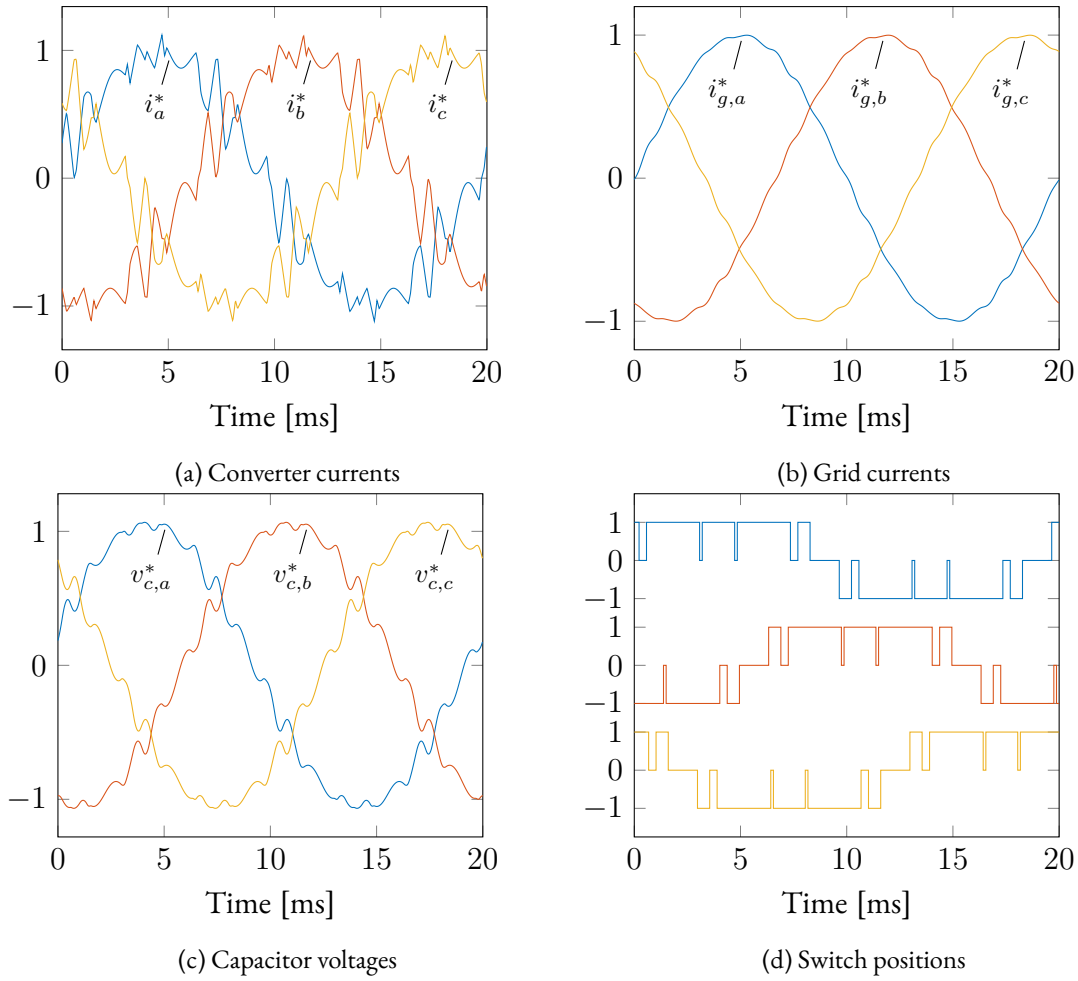 1
0
−1
i*a
i*b
i*c
0 5 10 15 20
Time [ms]
(a) Converter currents
1
0
−1
i*g,a
i*g,b
i*g,c
0 5 10 15 20
Time [ms]
(b) Grid currents
1
0
−1
v*c,a
v*c,b
v*c,c
0 5 10 15 20
Time [ms]
(c) Capacitor voltages
1
0
−1
1
0
−1
1
0
−1
0 5 10 15 20
Time [ms]
(d) Switch positions